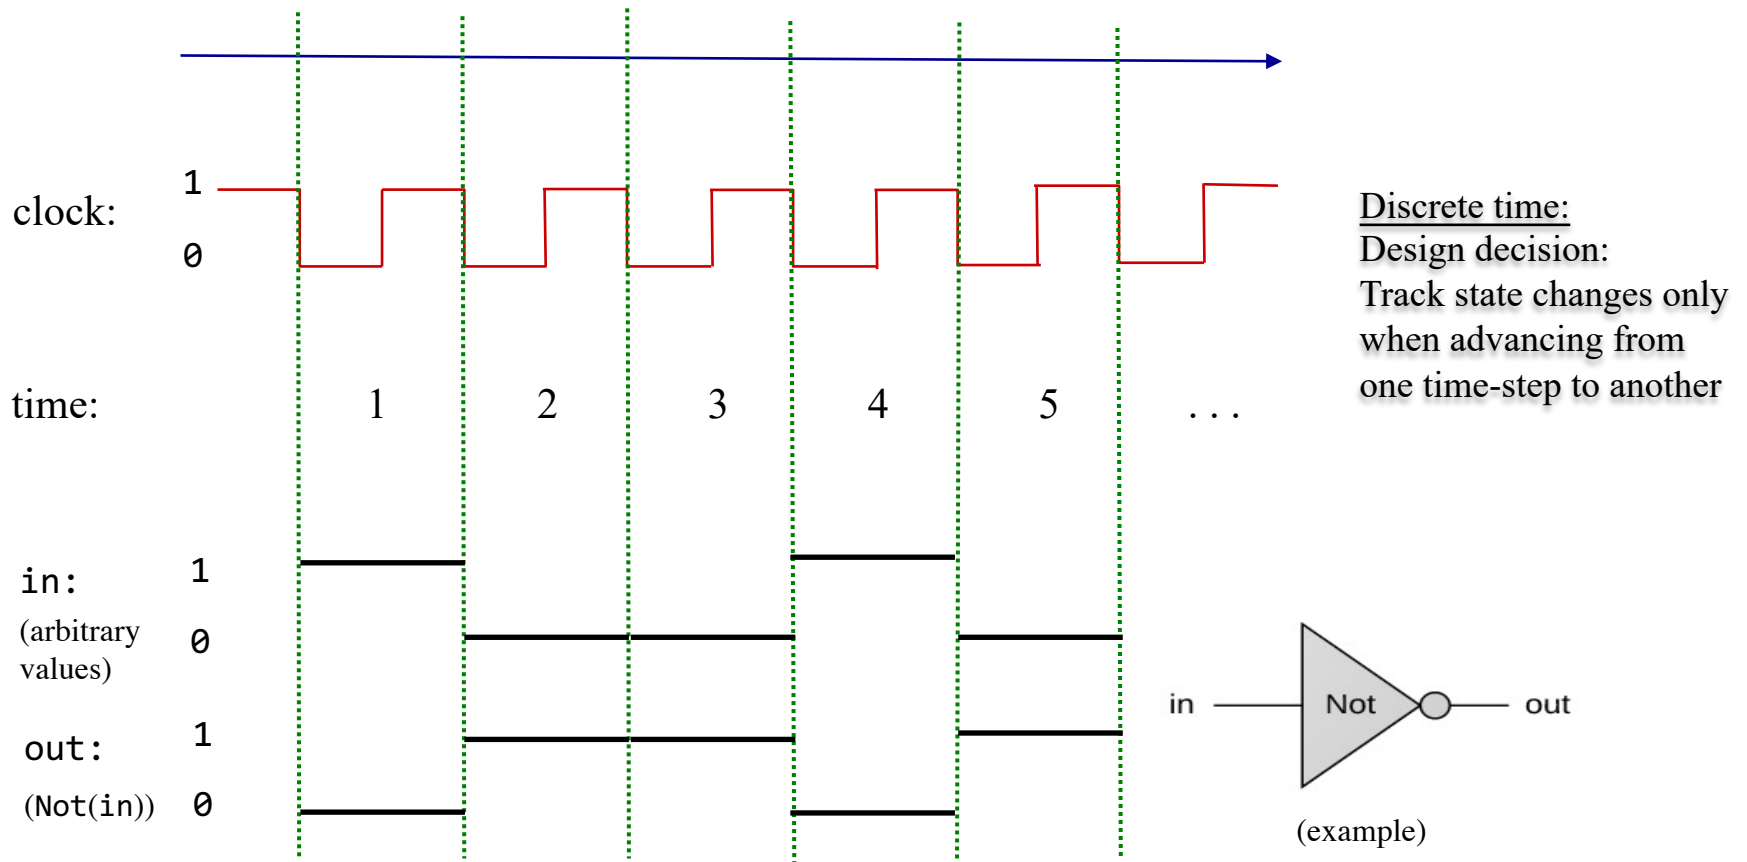 clock:
1
0
Discrete time:
Design decision:
Track state changes only
when advancing from
one time-step to another
time: 1 2 3 4 5 . . .
in:
1
0
(arbitrary
values)
out:
1
0
(Not(in))
in Not out
(example)